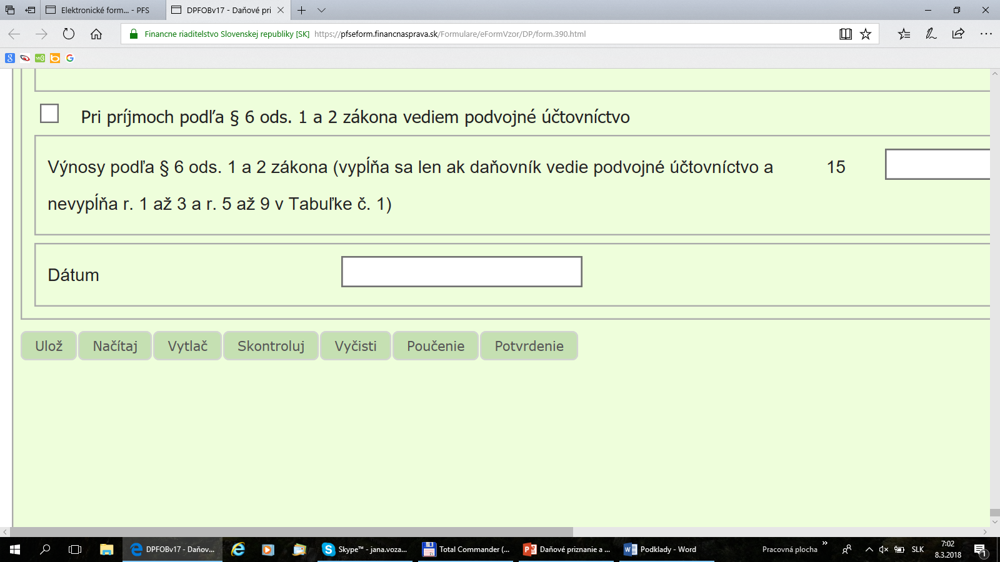 Elektronické form... - PFS
DPFOBv17 - Daňové pri
Financne riaditelstvo Slovenskej republiky [SK] https://pfseform.financnasprava.sk/Formulare/eFormVzor/DP/form.390.html
Pri príjmoch podľa § 6 ods. 1 a 2 zákona vediem podvojné účtovníctvo
Výnosy podľa § 6 ods. 1 a 2 zákona (vypĺňa sa len ak daňovník vedie podvojné účtovníctvo a 15
nevypĺňa r. 1 až 3 a r. 5 až 9 v Tabuľke č. 1)
Dátum
Ulož Načítaj Vytlač Skontroluj Vyčisti Poučenie Potvrdenie
DPFOBv17 - Daňov... Skype™ - jana.voza... Total Commander (... Daňové priznanie a ... Podklady - Word Pracovná plocha » SLK 7:02
8.3.2018 1